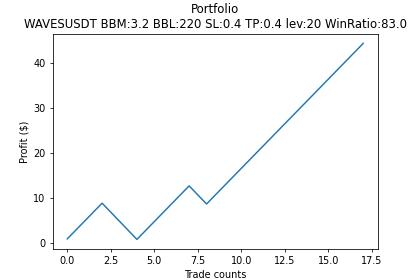 Portfolio
WAVESUSDT BBM:3.2 BBL:220 SL:0.4 TP:0.4 lev:20 WinRatio:83.0
40
30
20
10
0
Profit ($)
0.0 2.5 5.0 7.5 10.0 12.5 15.0 17.5
Trade counts